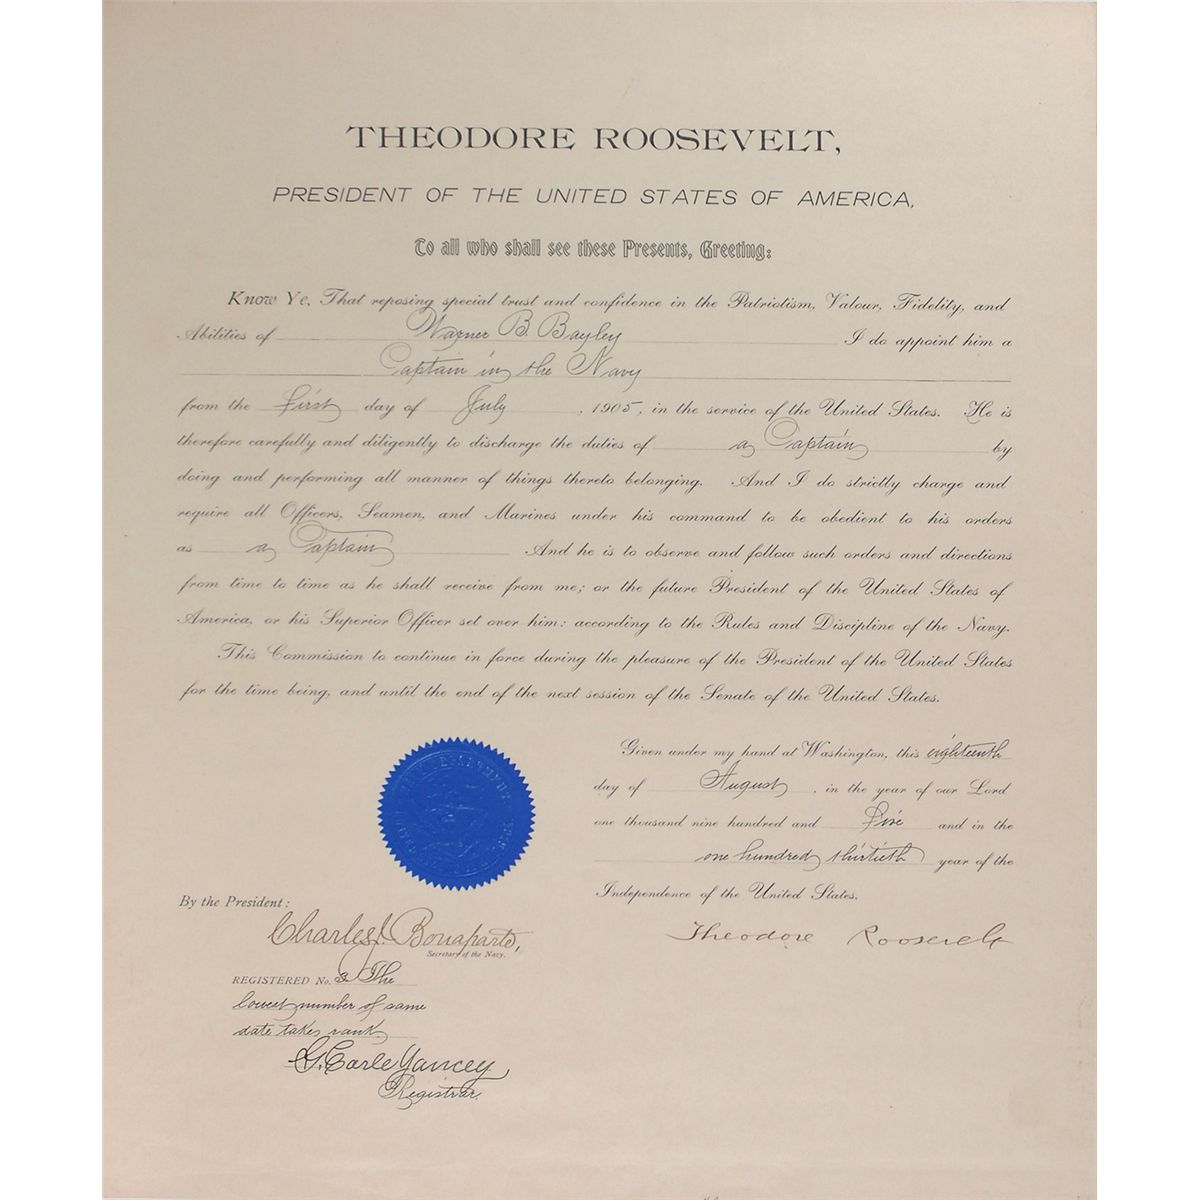 THEODORE ROOSEVELT,
PRESIDENT OF THE UNITED STATES OF AMERICA,
To all who shall see these Presents, Greeting:
Know Ye, That reposing special trust and confidence in the Patriotism, Valour, Fidelity, and
Abilities of Warner B. Bayley I do appoint him a
Captain in the Navy
from the first day of July, 1905, in the service of the United States. He is
therefore carefully and diligently to discharge the duties of a Captain by
doing and performing all manner of things thereto belonging. And I do strictly charge and
require all Officers, Seamen, and Marines under his command to be obedient to his orders
as a Captain And he is to observe and follow such orders and directions
from time to time as he shall receive from me; or the future President of the United States of
America, or his Superior Officer set over him: according to the Rules and Discipline of the Navy.
This Commission to continue in force during the pleasure of the President of the United States
for the time being, and until the end of the next session of the Senate of the United States.
Given under my hand at Washington, this eighteenth
day of August, in the year of our Lord
one thousand nine hundred and five and in the
one hundred thirtieth year of the
Independence of the United States.
By the President:
Charles J. Bonaparte,
Secretary of the Navy.
Theodore Roosevelt
REGISTERED No. 3. The
lowest number of same
date takes rank.
G. Earle Yancey
Registrar.